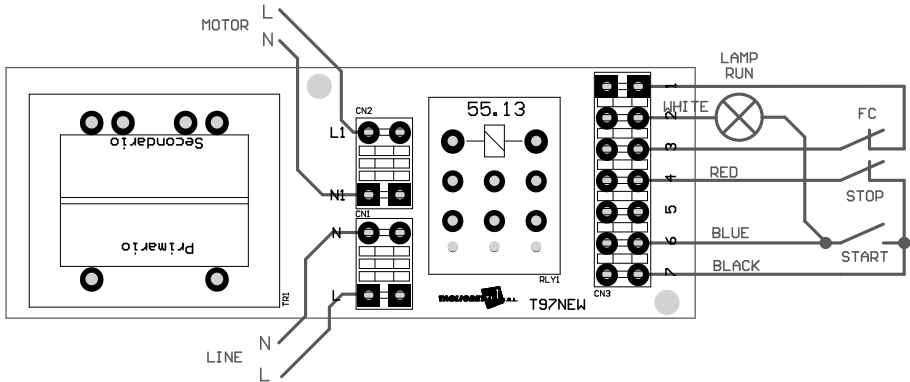 L
MOTOR
N
LAMP
RUN
1
CN2
55.13
WHITE
2
FC
L1
Secondario
3
4
RED
STOP
N1
5
CN1
N
BLUE
6
Primario
START
7
BLACK
RLY1
L
TR1
CN3
TAGLIORETTI S.R.L.
T97NEW
N
LINE
L